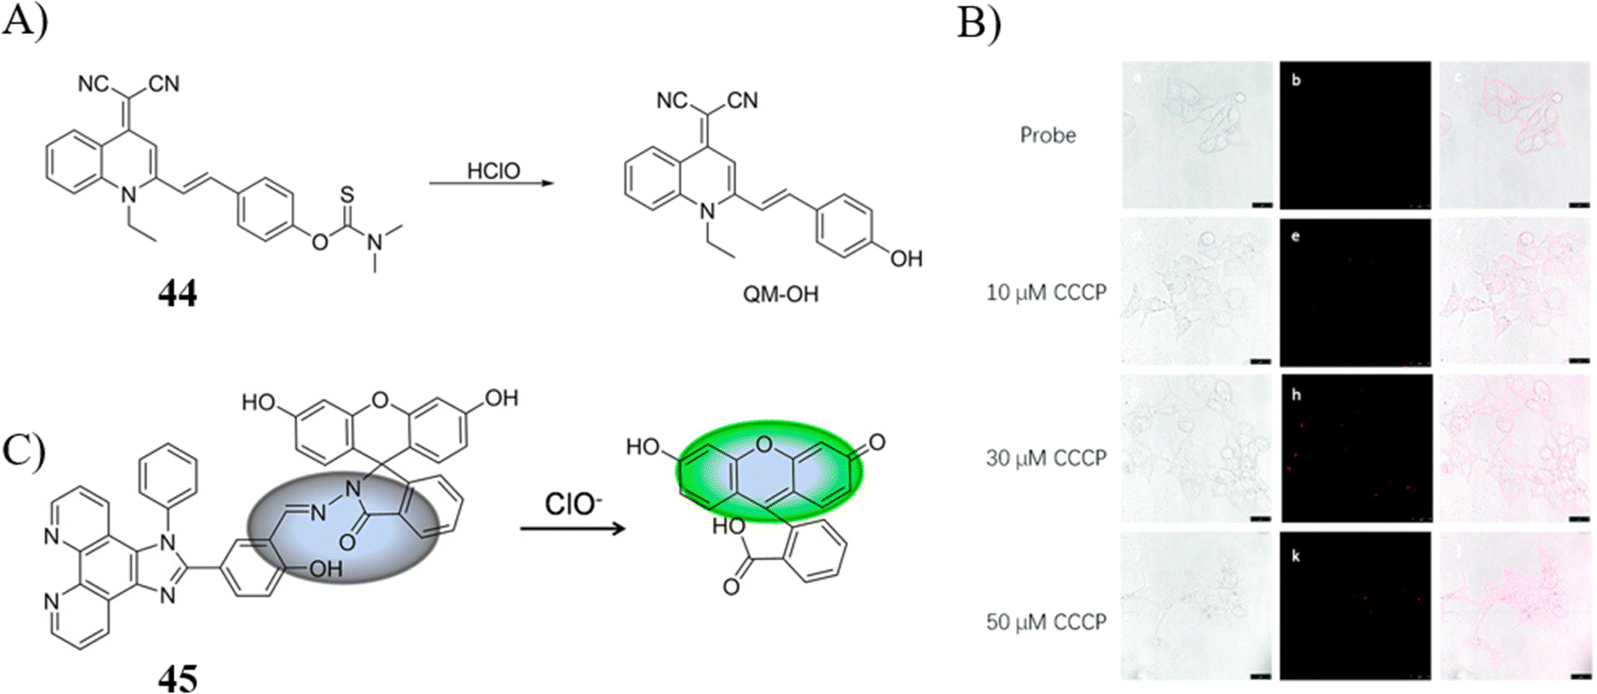 A)
NC CN
N
O
S
N
44
HClO
NC CN
N
OH
QM-OH
B)
a b c
Probe
d e f
10 μM CCCP
g h
30 μM CCCP
j k l
50 μM CCCP
C)
HO O OH
N
N
O
N
N
N
N
OH
45
ClO-
HO O O
HO
O